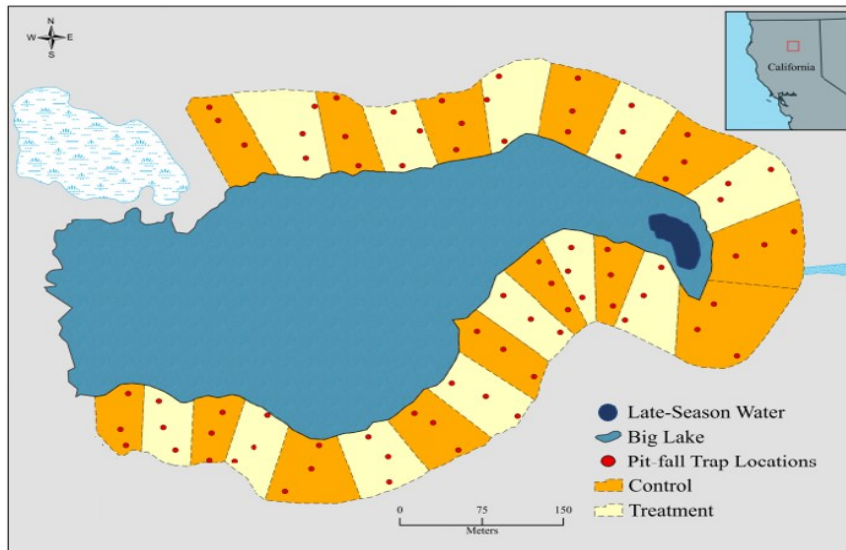 N
W E
S
California
Late-Season Water
Big Lake
Pit-fall Trap Locations
Control
Treatment
0 75 150
Meters